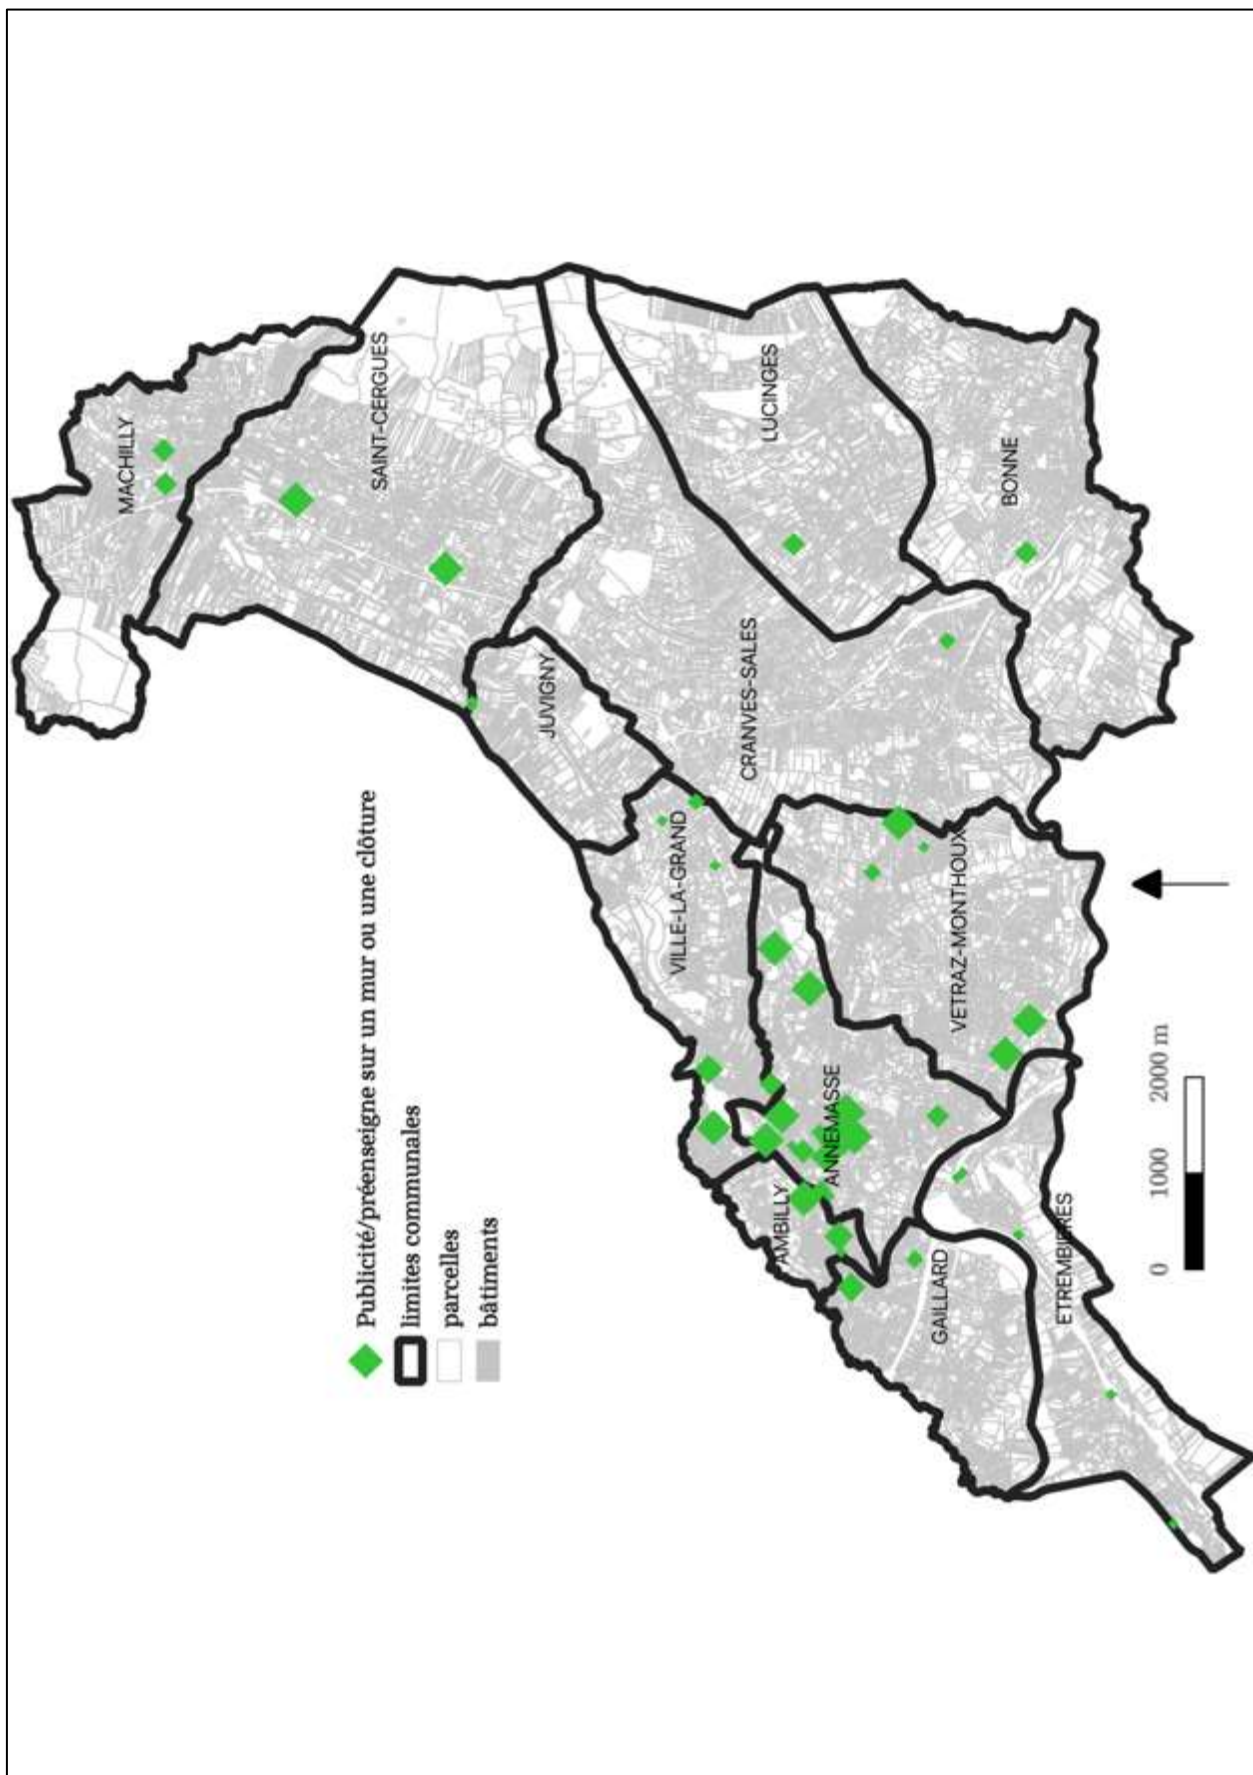 Publicité/préenseigne sur un mur ou une clôture
limites communales
parcelles
bâtiments
MACHILLY
SAINT-CERGUES
JUVIGNY
LUCINGES
CRANVES-SALES
BONNE
VILLE-LA-GRAND
VETRAZ-MONTHOUX
ANNEMASSE
AMBILLY
GAILLARD
ETREMBIERES
0 1000 2000 m